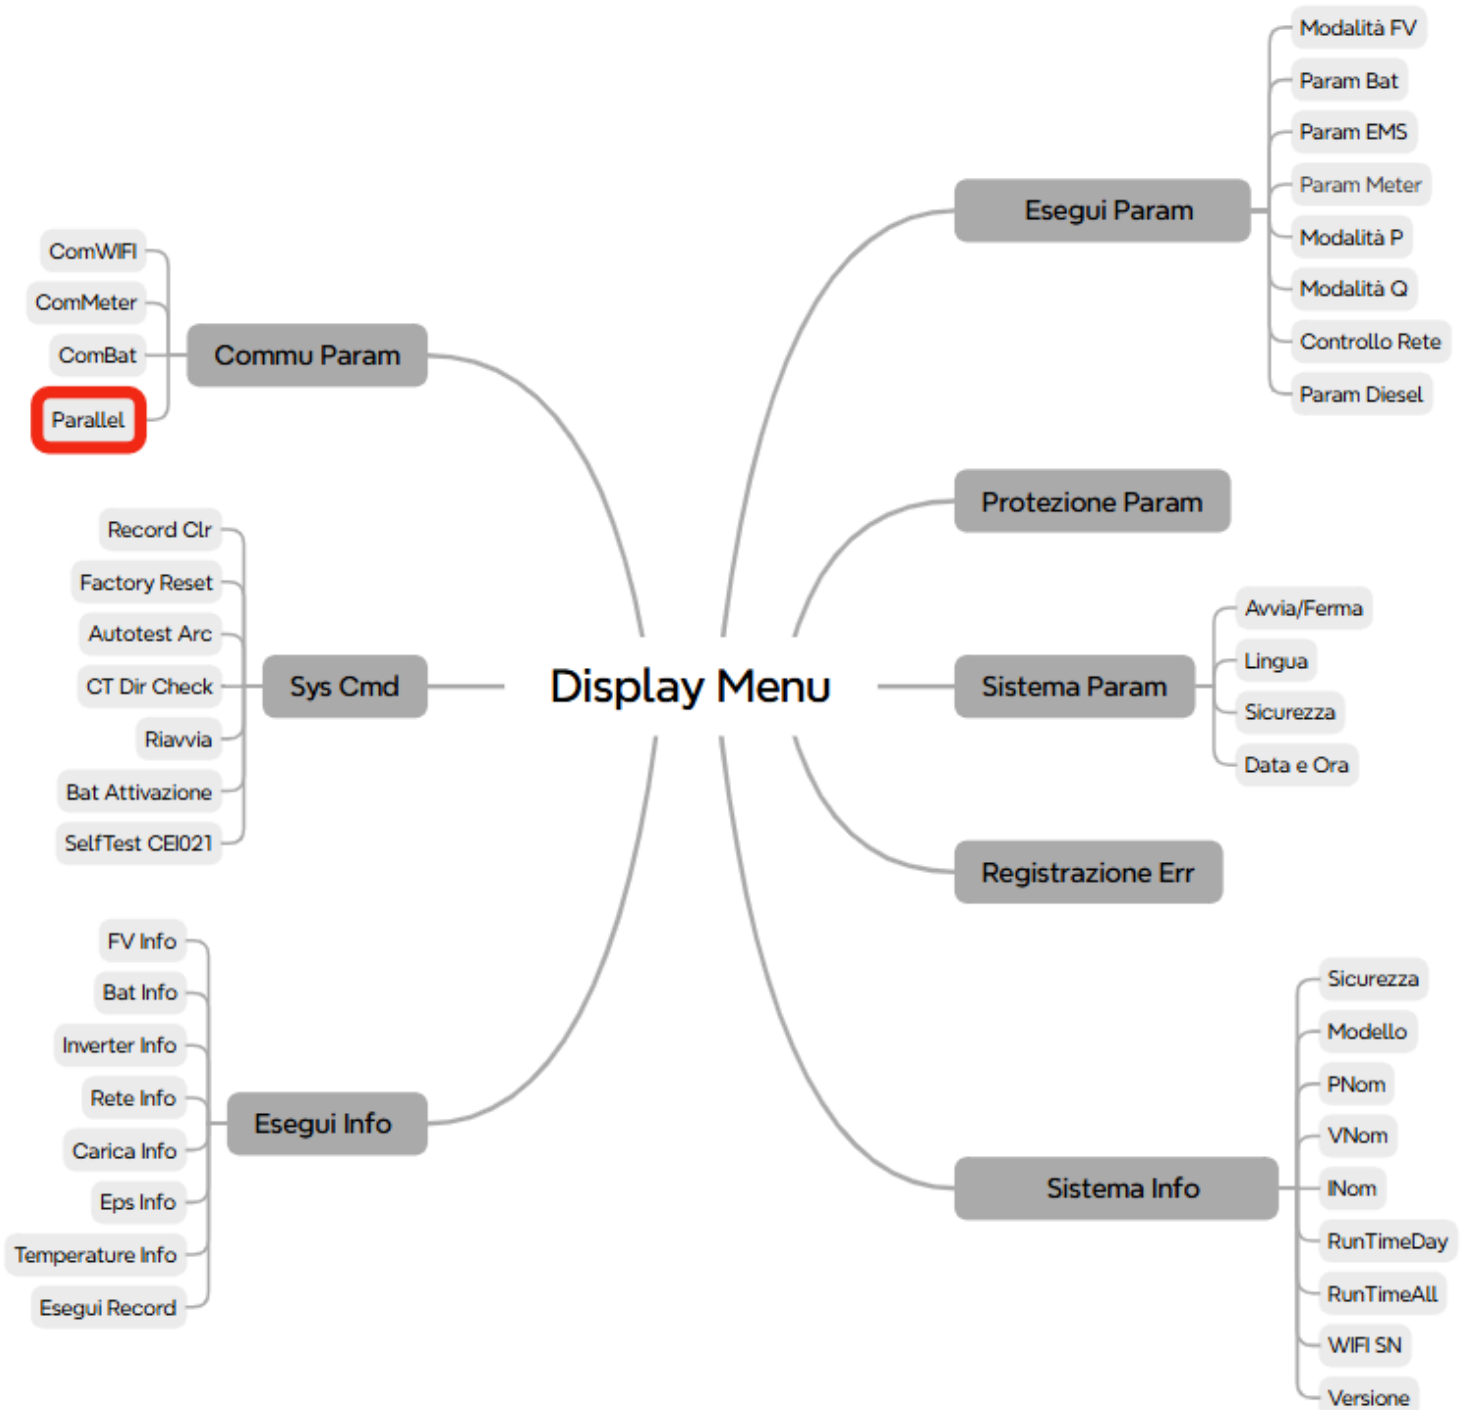 Display Menu
Commu Param
ComWIFI
ComMeter
ComBat
Parallel
Sys Cmd
Record Clr
Factory Reset
Autotest Arc
CT Dir Check
Riavvia
Bat Attivazione
SelfTest CEI021
Esegui Info
FV Info
Bat Info
Inverter Info
Rete Info
Carica Info
Eps Info
Temperature Info
Esegui Record
Esegui Param
Modalità FV
Param Bat
Param EMS
Param Meter
Modalità P
Modalità Q
Controllo Rete
Param Diesel
Protezione Param
Sistema Param
Avvia/Ferma
Lingua
Sicurezza
Data e Ora
Registrazione Err
Sistema Info
Sicurezza
Modello
PNom
VNom
INom
RunTimeDay
RunTimeAll
WIFI SN
Versione